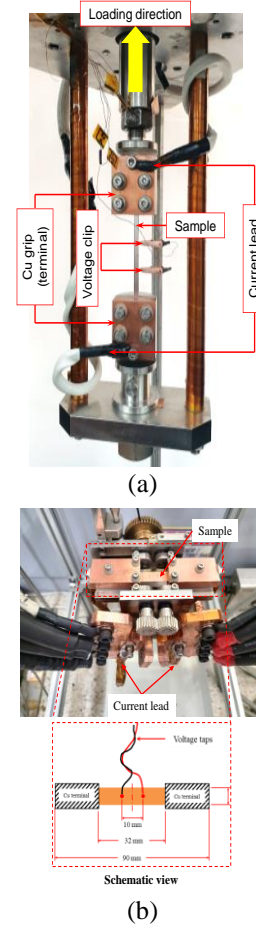 Loading direction
Cu grip
(terminal)
Voltage clip
Sample
Current lead
(a)
Sample
Current lead
Voltage taps
Cu terminal
Cu terminal
10 mm
32 mm
90 mm
Schematic view
(b)